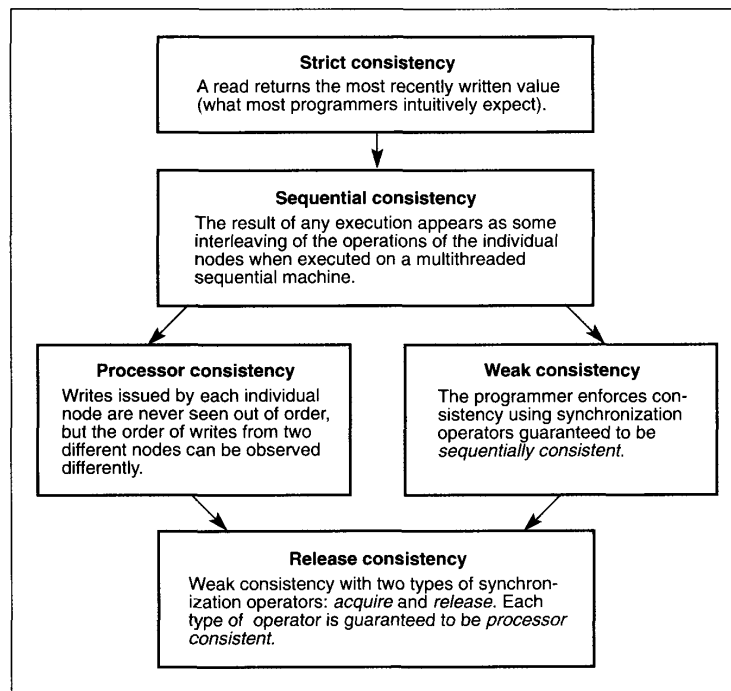 Strict consistency
A read returns the most recently written value
(what most programmers intuitively expect).
Sequential consistency
The result of any execution appears as some
interleaving of the operations of the individual
nodes when executed on a multithreaded
sequential machine.
Processor consistency
Writes issued by each individual
node are never seen out of order,
but the order of writes from two
different nodes can be observed
differently.
Weak consistency
The programmer enforces con-
sistency using synchronization
operators guaranteed to be
sequentially consistent.
Release consistency
Weak consistency with two types of synchron-
ization operators: acquire and release. Each
type of operator is guaranteed to be processor
consistent.